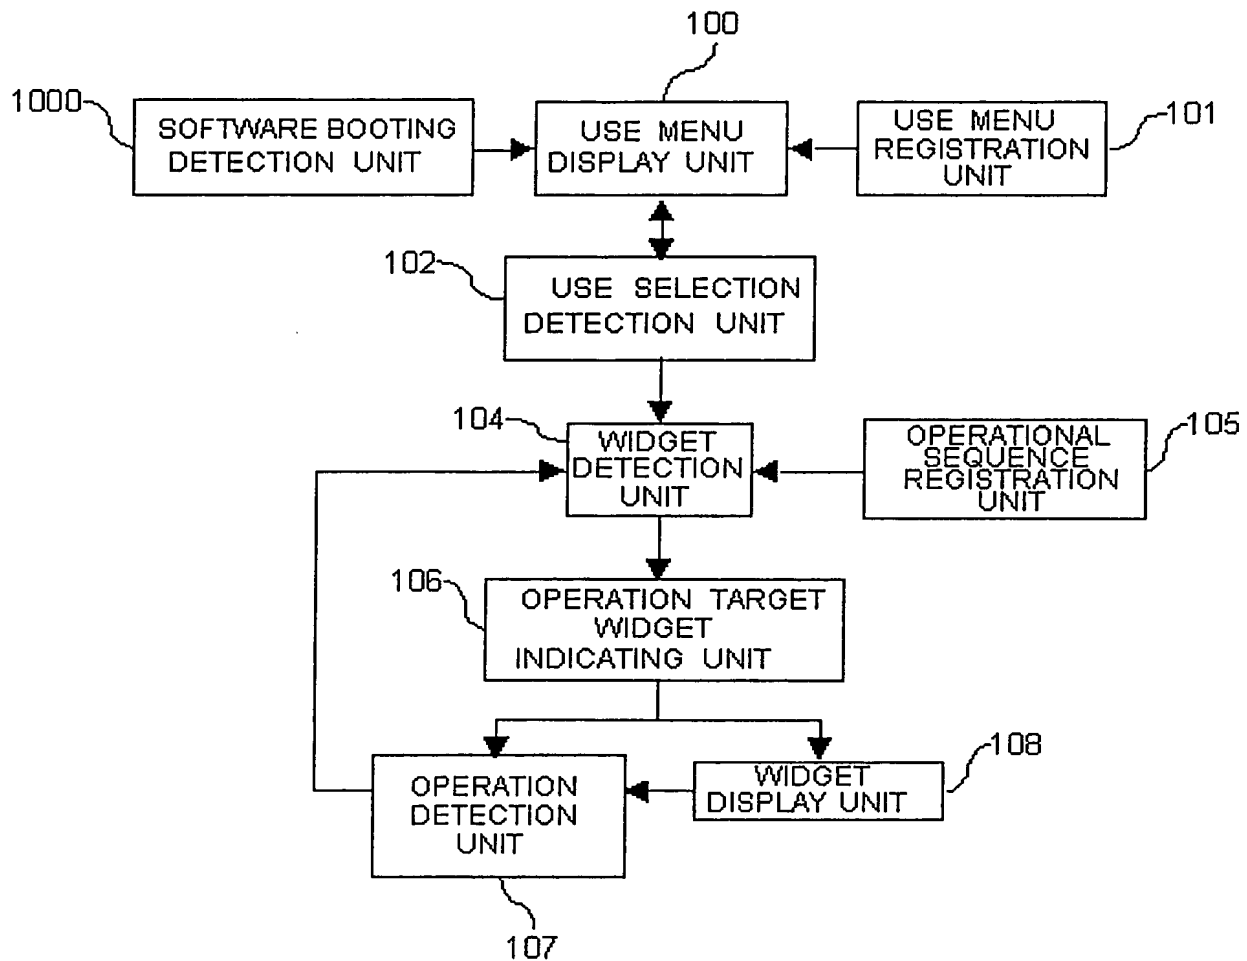 100
1000
SOFTWARE BOOTING
DETECTION UNIT
USE MENU
DISPLAY UNIT
USE MENU
REGISTRATION
UNIT
101
102
USE SELECTION
DETECTION UNIT
104
WIDGET
DETECTION
UNIT
OPERATIONAL
SEQUENCE
REGISTRATION
UNIT
105
106
OPERATION TARGET
WIDGET
INDICATING UNIT
108
OPERATION
DETECTION
UNIT
WIDGET
DISPLAY UNIT
107